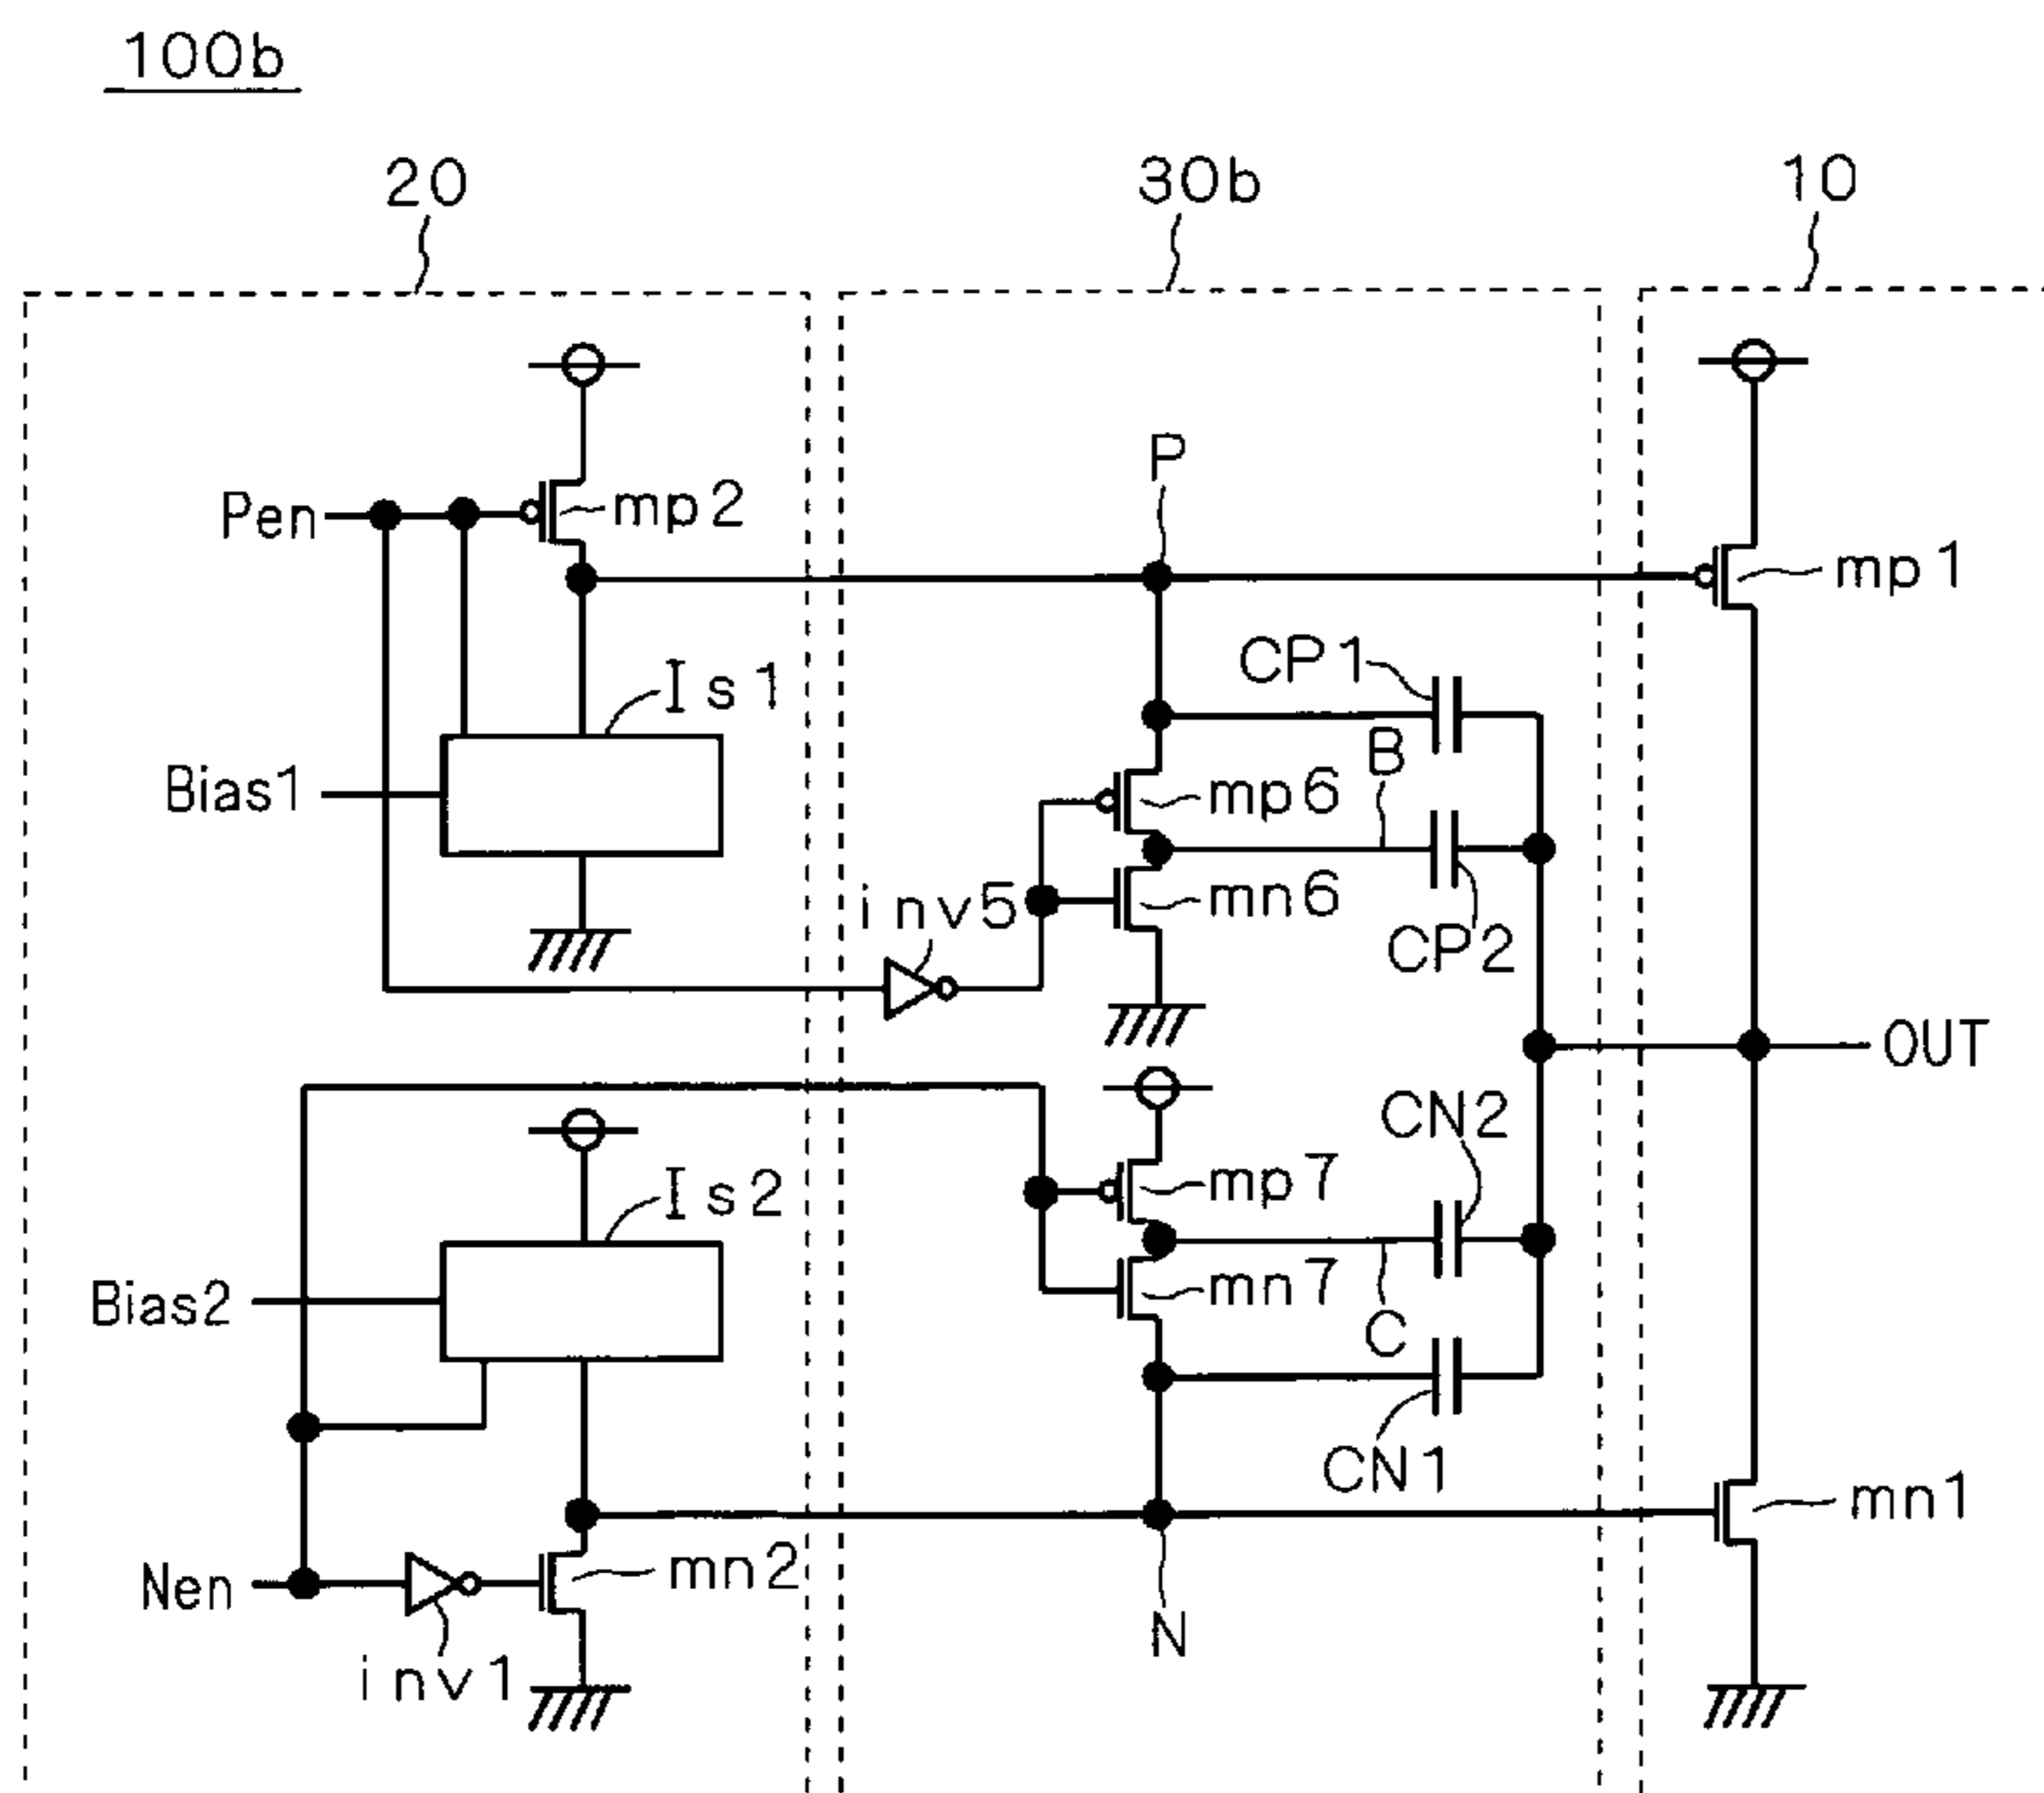 100b
20
30b
10
P
Pen
mp2
mp1
CP1
Is1
B
Bias1
mp6
inv5
mn6
CP2
OUT
CN2
mp7
Is2
mn7
Bias2
C
CN1
mn1
Nen
mn2
N
inv1